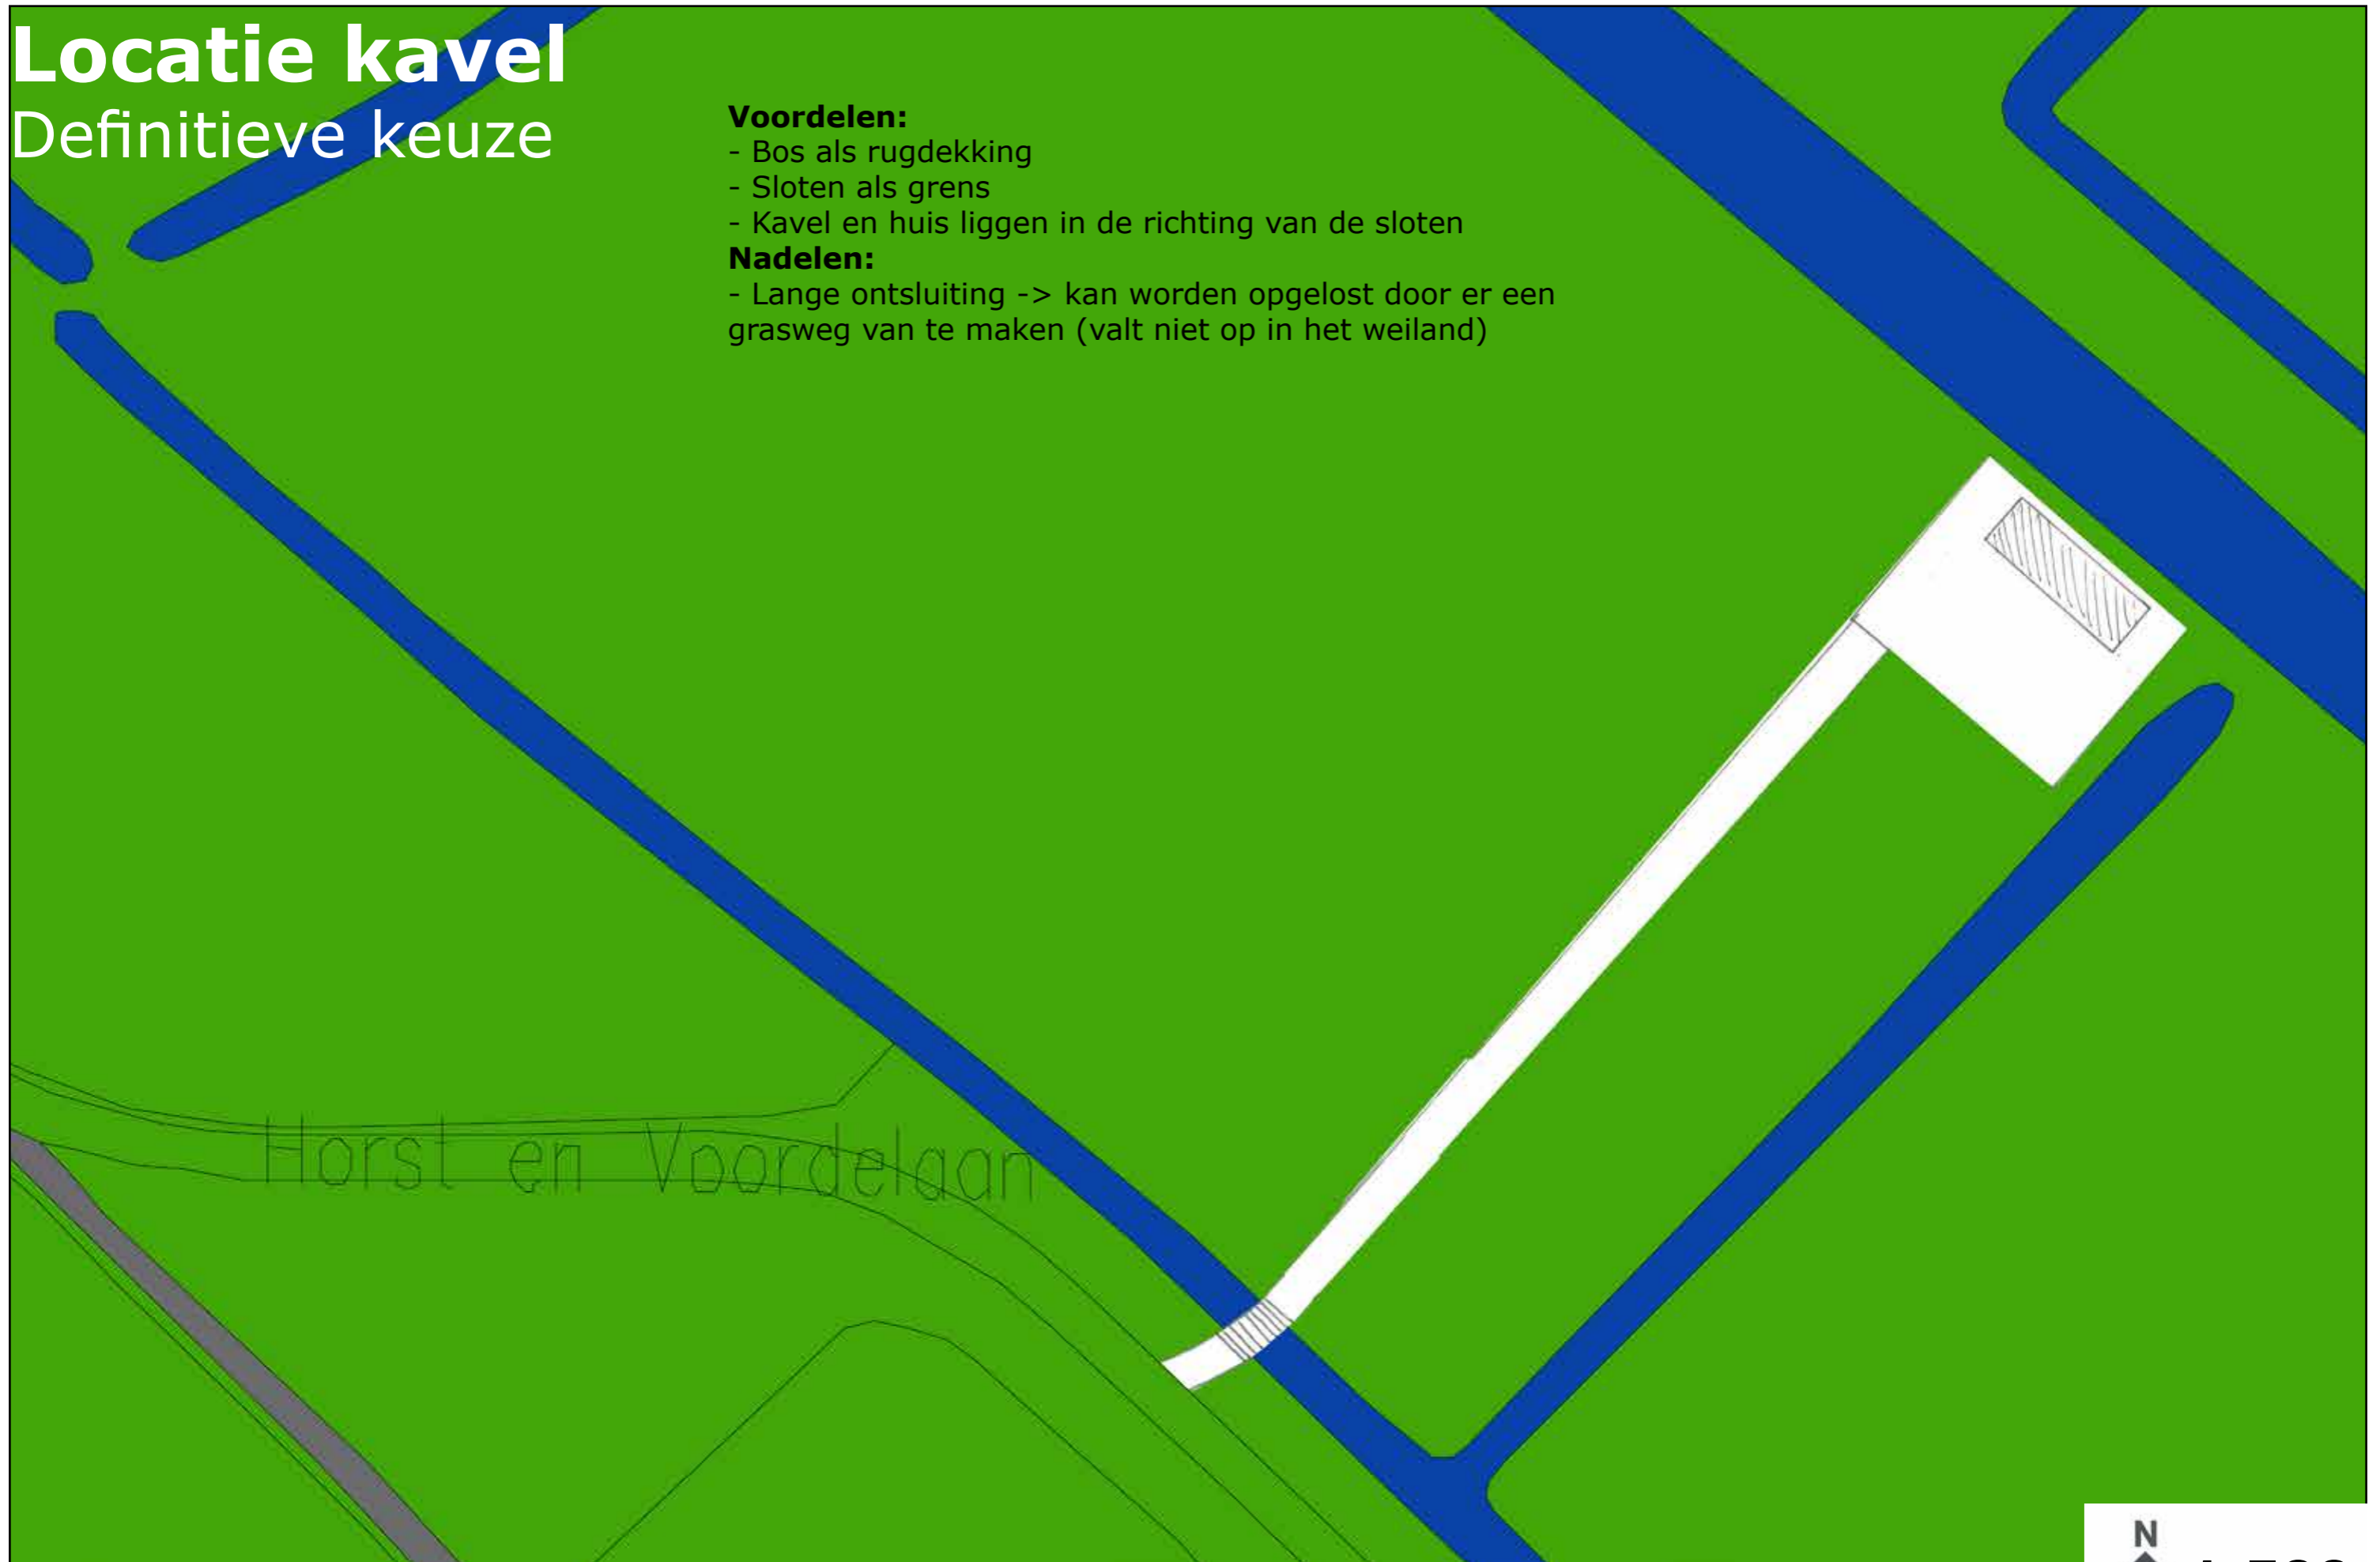 Locatie kavel
Definitieve keuze
Voordelen:
- Bos als rugdekking
- Sloten als grens
- Kavel en huis liggen in de richting van de sloten
Nadelen:
- Lange ontsluiting -> kan worden opgelost door er een
grasweg van te maken (valt niet op in het weiland)
Horst en Voordelaan
N